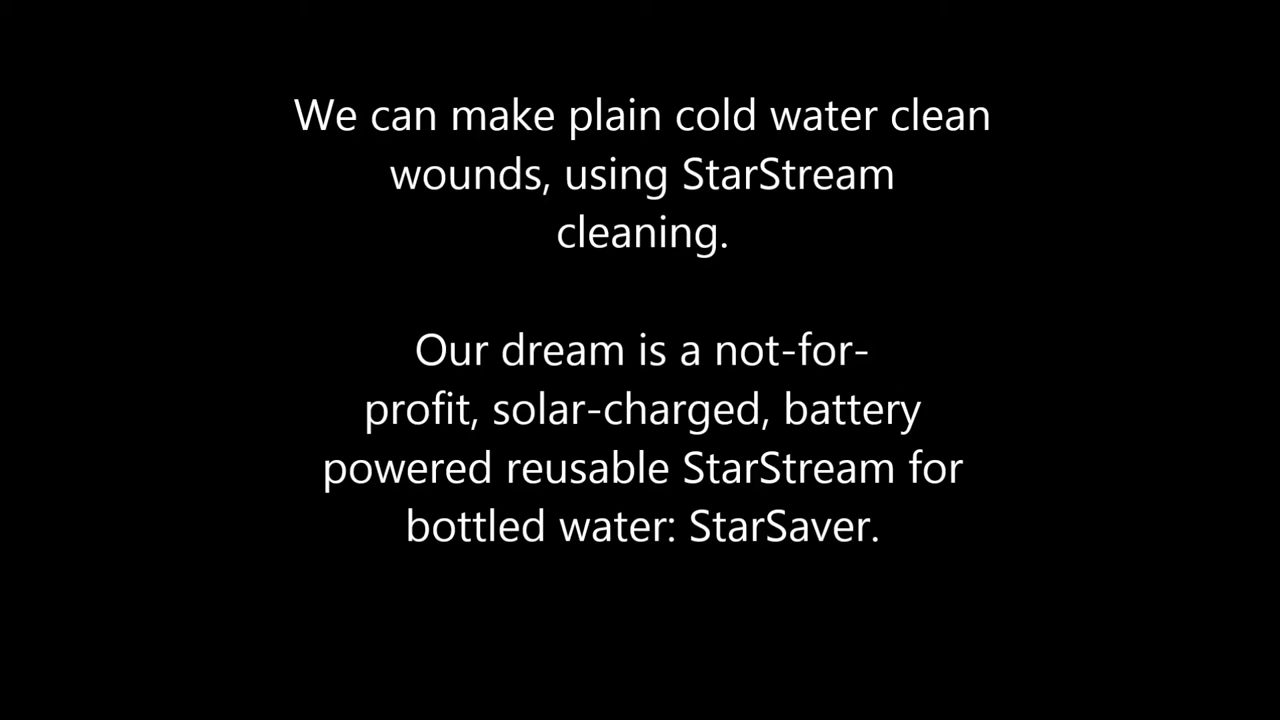 We can make plain cold water clean
wounds, using StarStream
cleaning.
Our dream is a not-for-
profit, solar-charged, battery
powered reusable StarStream for
bottled water: StarSaver.